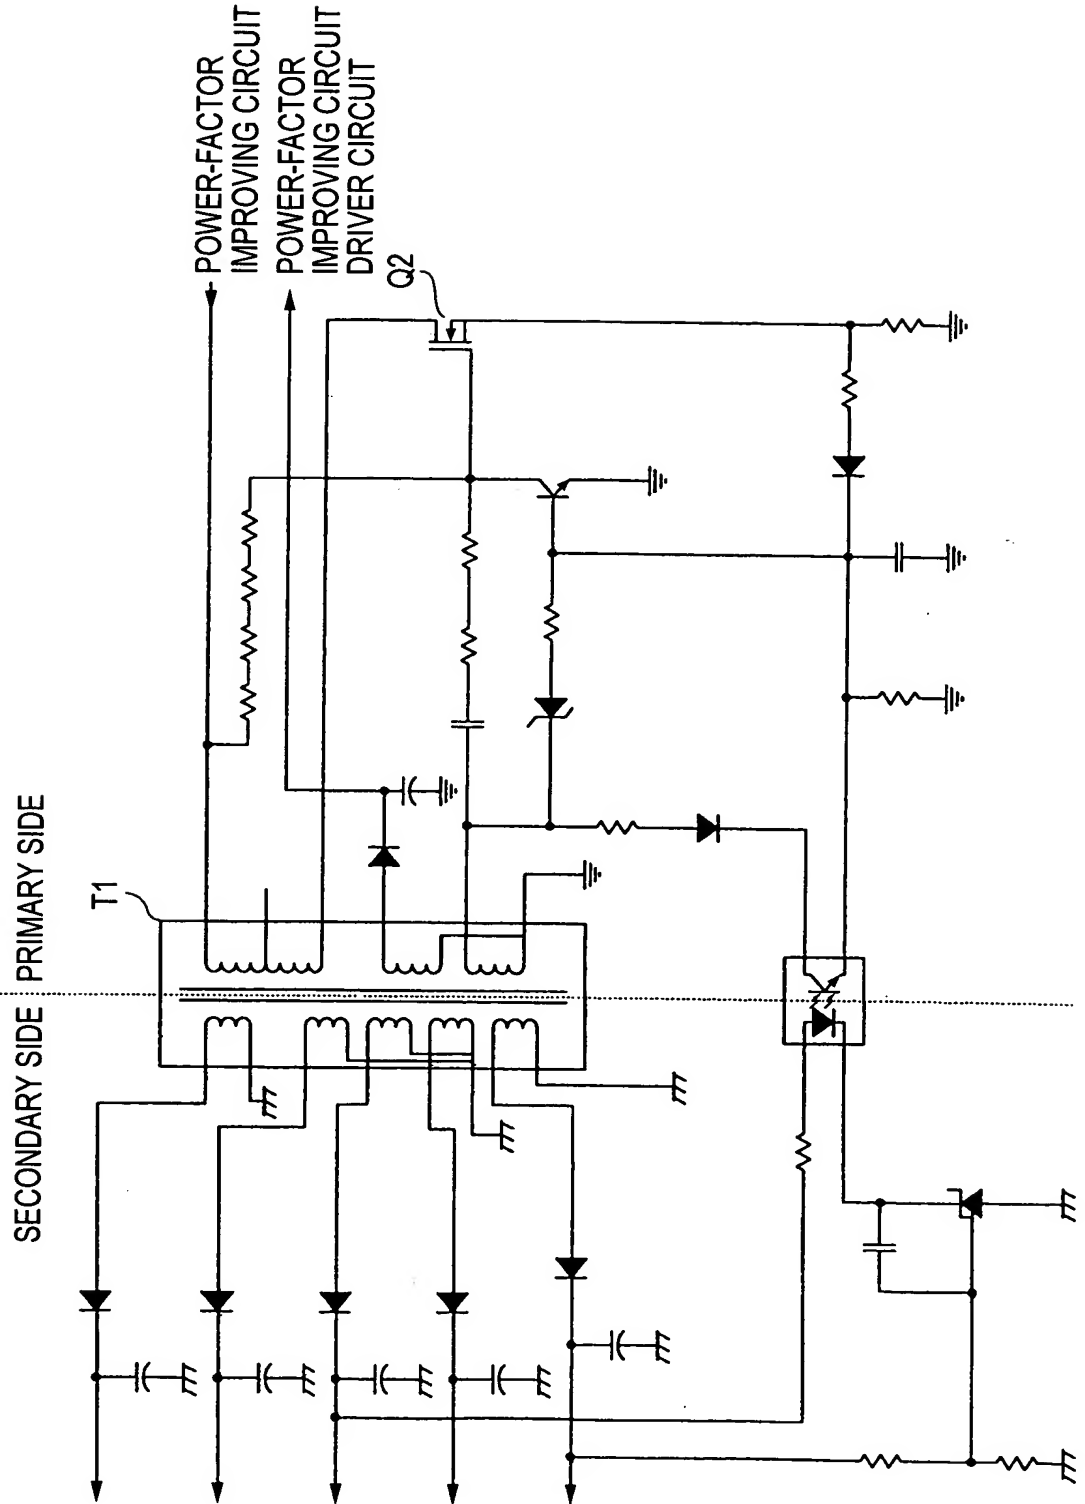 SECONDARY SIDE PRIMARY SIDE
T1
POWER-FACTOR
IMPROVING CIRCUIT
POWER-FACTOR
IMPROVING CIRCUIT
DRIVER CIRCUIT
Q2